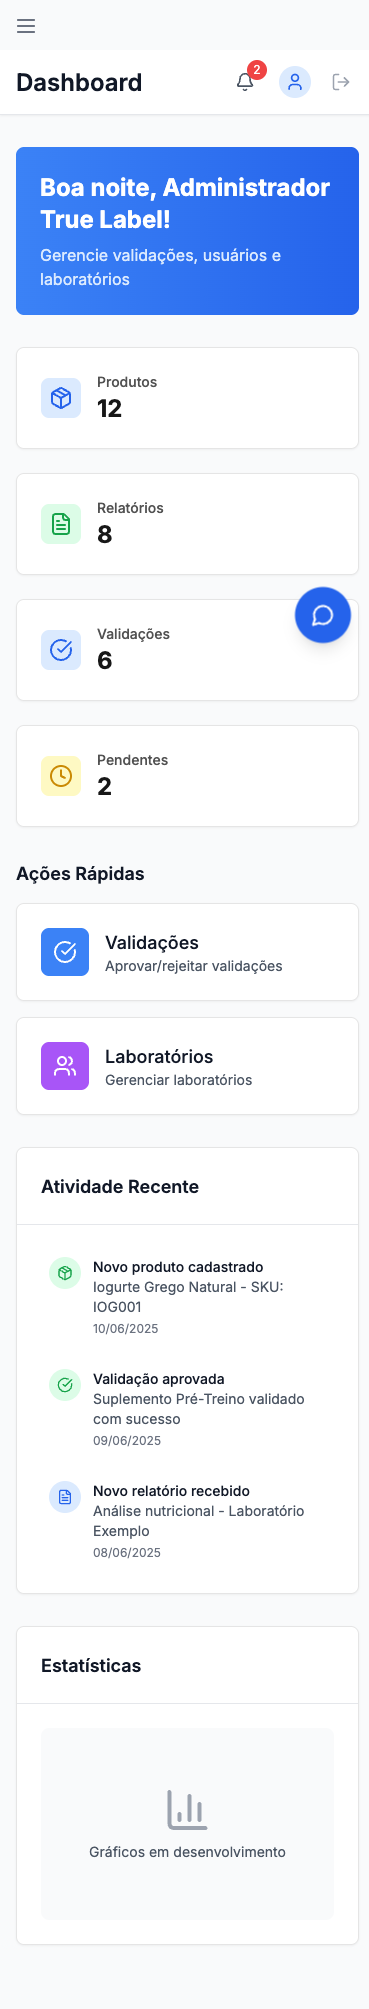 Dashboard
2
Boa noite, Administrador
True Label!
Gerencie validações, usuários e
laboratórios
Produtos
12
Relatórios
8
Validações
6
Pendentes
2
Ações Rápidas
Validações
Aprovar/rejeitar validações
Laboratórios
Gerenciar laboratórios
Atividade Recente
Novo produto cadastrado
Iogurte Grego Natural - SKU:
IOG001
10/06/2025
Validação aprovada
Suplemento Pré-Treino validado
com sucesso
09/06/2025
Novo relatório recebido
Análise nutricional - Laboratório
Exemplo
08/06/2025
Estatísticas
Gráficos em desenvolvimento